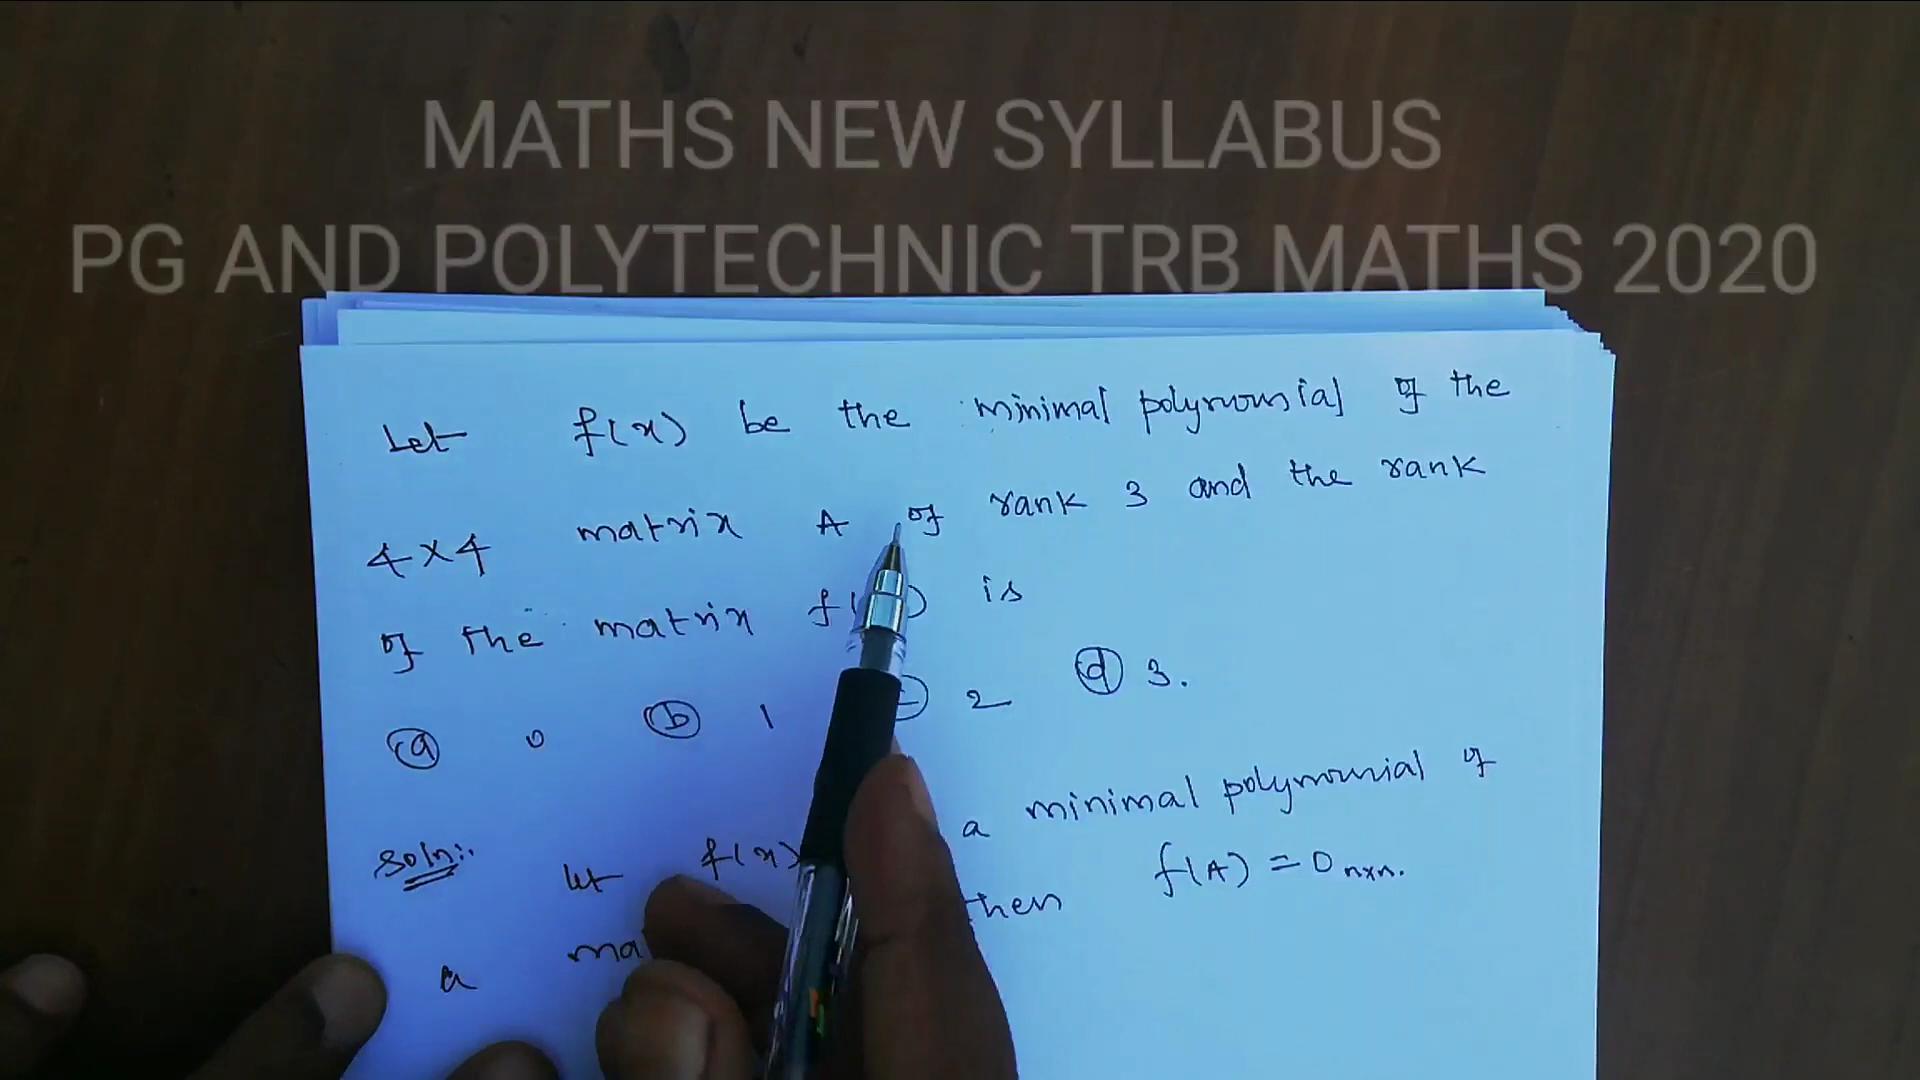 MATHS NEW SYLLABUS
PG AND POLYTECHNIC TRB MATHS 2020
Let f(x) be the minimal polynomial of the
4×4 matrix A of rank 3 and the rank
of the matrix f( ) is
(a) 0 (b) 1 2 (d) 3.
Soln: let f(x) a minimal polynomial of
a then f(A) = 0 nxn.